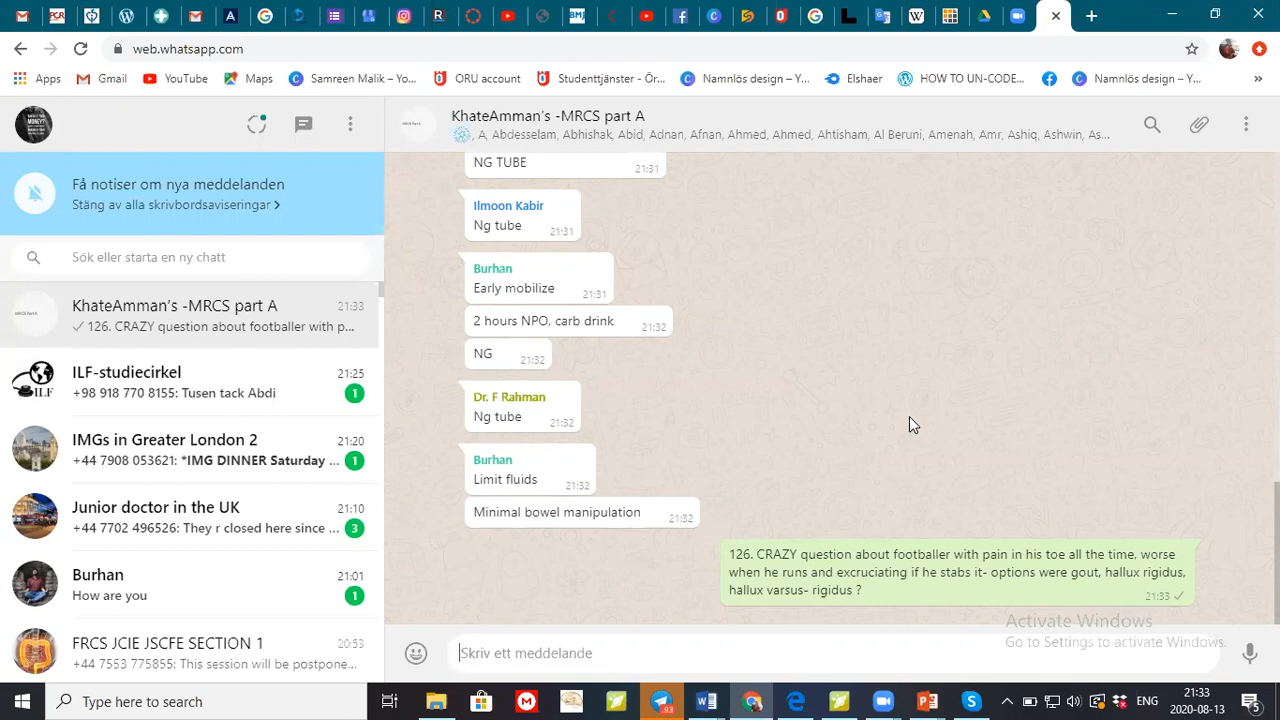 web.whatsapp.com
Apps
Gmail
YouTube
Maps
Samreen Malik – Yo...
ORU account
Studenttjänster - Ör...
Namnlös design – Y...
Elshaer
HOW TO UN-CODE...
Namnlös design – Y...
»
Få notiser om nya meddelanden
Stäng av alla skrivbordsaviseringar
Sök eller starta en ny chatt
KhateAmman's -MRCS part A 21:33
126. CRAZY question about footballer with p...
ILF-studiecirkel 21:25
+98 918 770 8155: Tusen tack Abdi 1
IMGs in Greater London 2 21:20
+44 7908 053621: *IMG DINNER Saturday ... 1
Junior doctor in the UK 21:10
+44 7702 496526: They r closed here since ... 3
Burhan 21:01
How are you 1
FRCS JCIE JSCFE SECTION 1 20:53
+44 7553 775855: This session will be postpone...
KhateAmman's -MRCS part A
, A, Abdesselam, Abhishak, Abid, Adnan, Afnan, Ahmed, Ahmed, Ahtisham, Al Beruni, Amenah, Amr, Ashiq, Ashwin, As...
NG TUBE 21:31
Ilmoon Kabir
Ng tube 21:31
Burhan
Early mobilize 21:31
2 hours NPO, carb drink 21:32
NG 21:32
Dr. F Rahman
Ng tube 21:32
Burhan
Limit fluids 21:32
Minimal bowel manipulation 21:32
126. CRAZY question about footballer with pain in his toe all the time, worse
when he runs and excruciating if he stabs it- options were gout, hallux rigidus,
hallux varsus- rigidus ?
21:33
Skriv ett meddelande
Activate Windows
Go to Settings to activate Windows.
Type here to search
93
ENG
21:33
2020-08-13
5